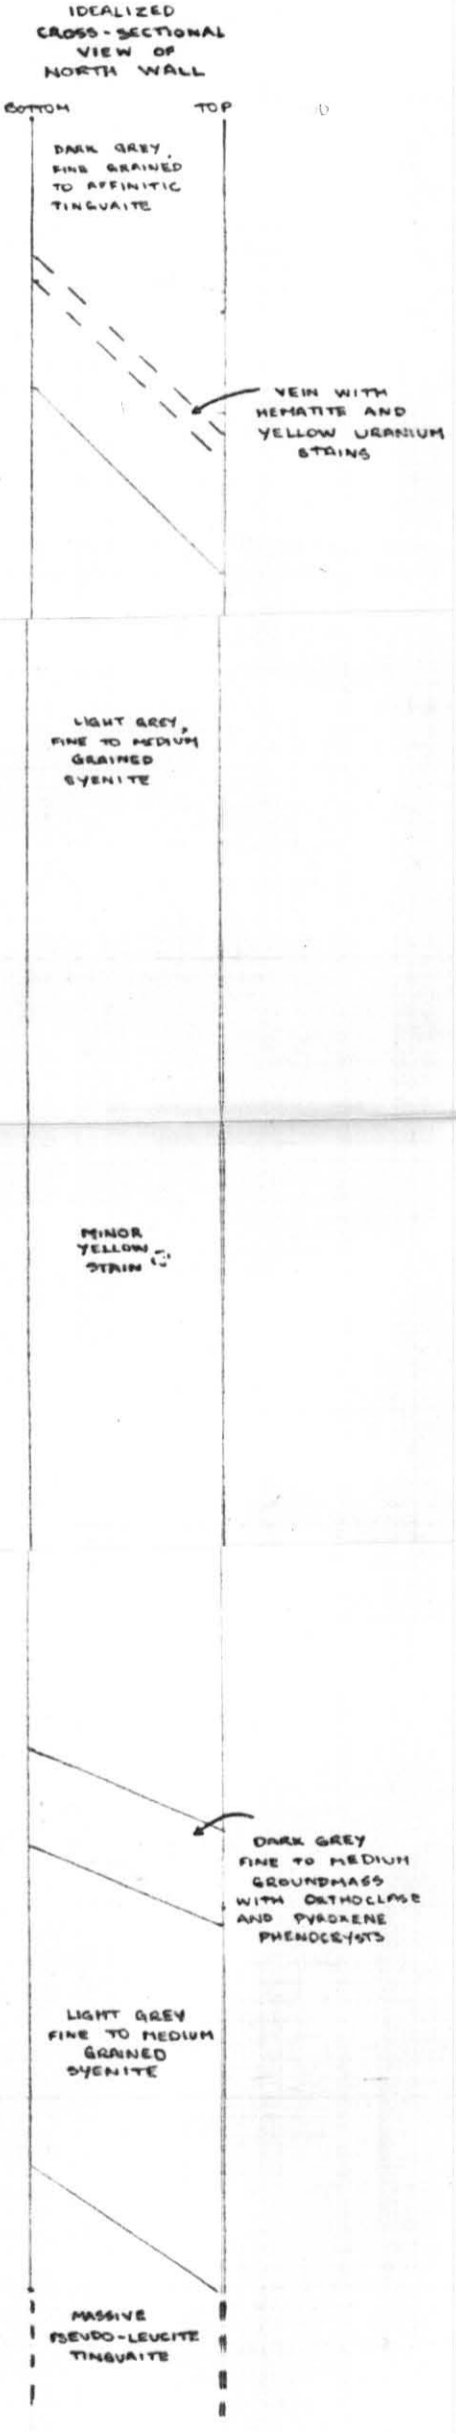 IDEALIZED
CROSS-SECTIONAL
VIEW OF
NORTH WALL
BOTTOM TOP
DARK GREY,
FINE GRAINED
TO AFFINITIC
TINGUAITE
VEIN WITH
HEMATITE AND
YELLOW URANIUM
STAINS
LIGHT GREY,
FINE TO MEDIUM
GRAINED
SYENITE
MINOR
YELLOW
STAIN
DARK GREY
FINE TO MEDIUM
GROUNDMASS
WITH ORTHOCLASE
AND PYROXENE
PHENOCRYSTS
LIGHT GREY
FINE TO MEDIUM
GRAINED
SYENITE
MASSIVE
PSEUDO-LEUCITE
TINGUAITE